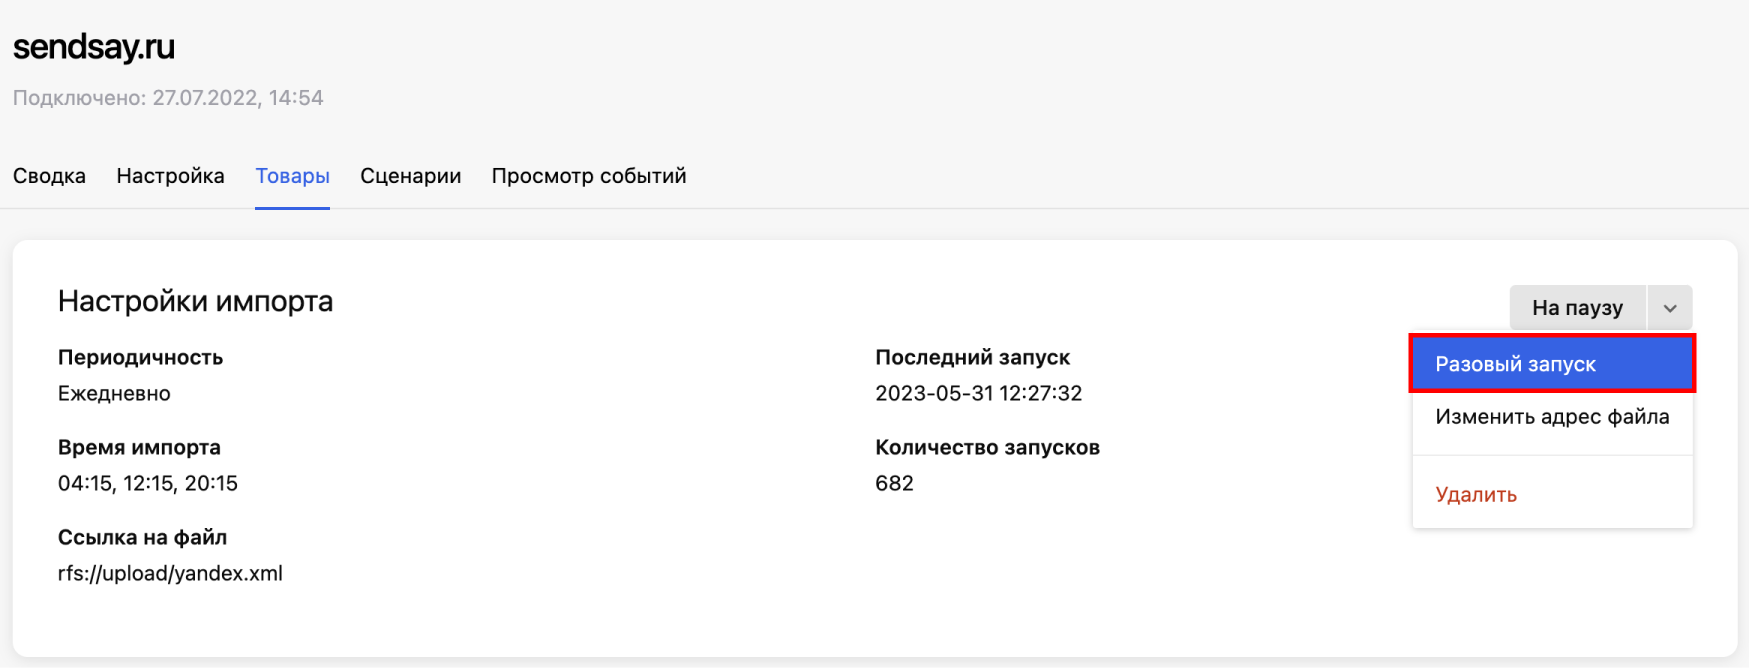 sendsay.ru
Подключено: 27.07.2022, 14:54
Сводка Настройка Товары Сценарии Просмотр событий
Настройки импорта
На паузу
Разовый запуск
Изменить адрес файла
Удалить
Периодичность
Ежедневно
Время импорта
04:15, 12:15, 20:15
Ссылка на файл
rfs://upload/yandex.xml
Последний запуск
2023-05-31 12:27:32
Количество запусков
682